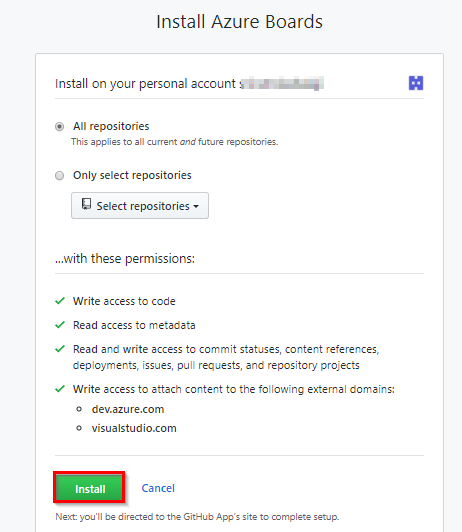 Install Azure Boards
Install on your personal account
All repositories
This applies to all current and future repositories.
Only select repositories
Select repositories
...with these permissions:
Write access to code
Read access to metadata
Read and write access to commit statuses, content references,
deployments, issues, pull requests, and repository projects
Write access to attach content to the following external domains:
dev.azure.com
visualstudio.com
Install Cancel
Next: you'll be directed to the GitHub App's site to complete setup.